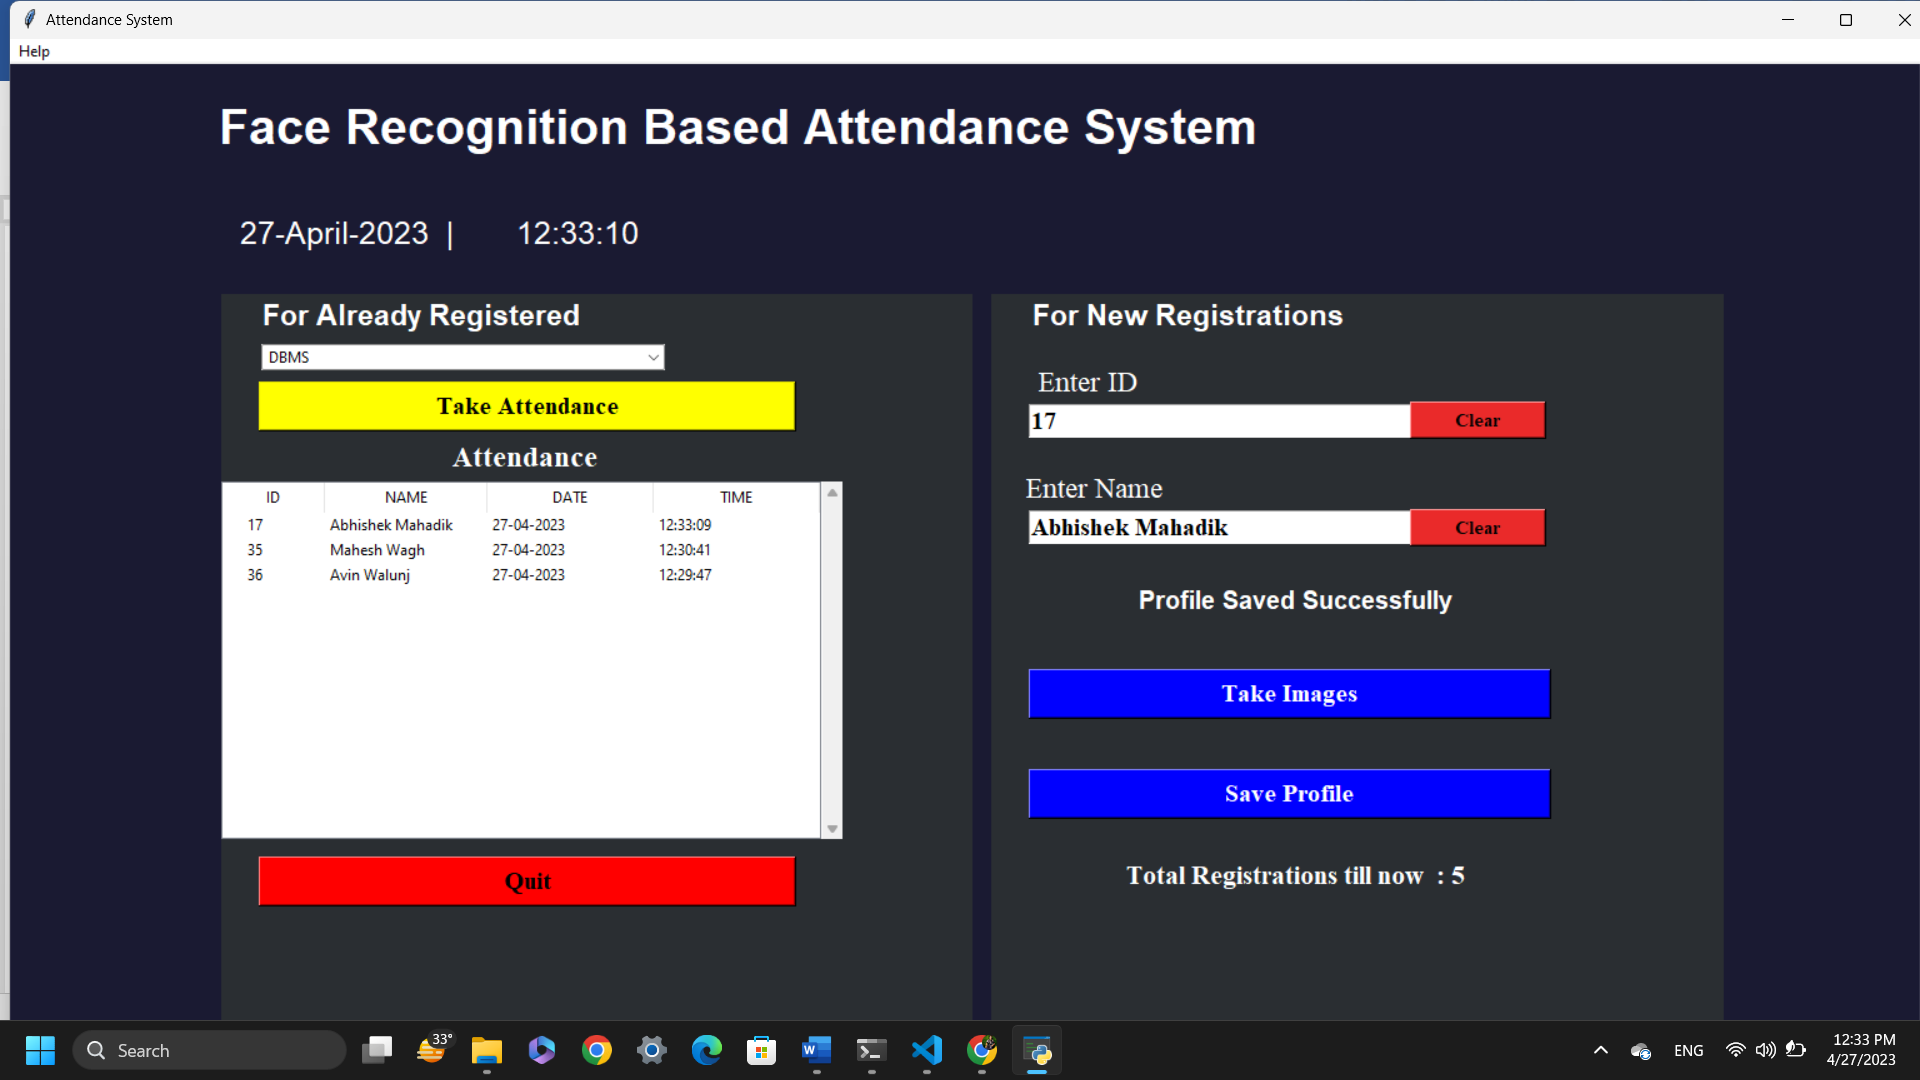 Attendance System
Help
Face Recognition Based Attendance System
27-April-2023 | 12:33:10
For Already Registered
DBMS
Take Attendance
Attendance
ID NAME DATE TIME
17 Abhishek Mahadik 27-04-2023 12:33:09
35 Mahesh Wagh 27-04-2023 12:30:41
36 Avin Walunj 27-04-2023 12:29:47
Quit
For New Registrations
Enter ID
17 Clear
Enter Name
Abhishek Mahadik Clear
Profile Saved Successfully
Take Images
Save Profile
Total Registrations till now : 5
Search
33°
W
ENG
12:33 PM
4/27/2023